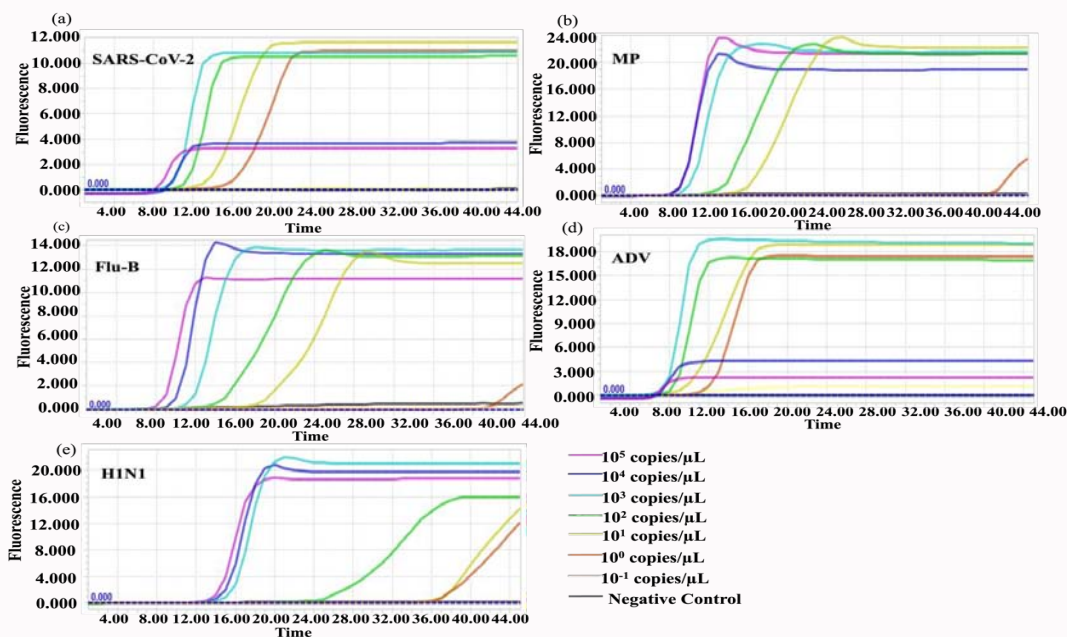 (a)
SARS-CoV-2
Fluorescence
12.000
10.000
8.000
6.000
4.000
2.000
0.000
0.000
4.00 8.00 12.00 16.00 20.00 24.00 28.00 32.00 36.00 40.00 44.00
Time
(b)
MP
Fluorescence
24.000
20.000
16.000
12.000
8.000
4.000
0.000
0.000
4.00 8.00 12.00 16.00 20.00 24.00 28.00 32.00 36.00 40.00 44.00
Time
(c)
Flu-B
Fluorescence
14.000
12.000
10.000
8.000
6.000
4.000
2.000
0.000
0.000
4.00 8.00 12.00 16.00 20.00 24.00 28.00 32.00 36.00 40.00 44.00
Time
(d)
ADV
Fluorescence
18.000
15.000
12.000
9.000
6.000
3.000
0.000
0.000
4.00 8.00 12.00 16.00 20.00 24.00 28.00 32.00 36.00 40.00 44.00
Time
(e)
H1N1
Fluorescence
20.000
16.000
12.000
8.000
4.000
0.000
0.000
4.00 8.00 12.00 16.00 20.00 24.00 28.00 32.00 36.00 40.00 44.00
Time
10⁵ copies/µL
10⁴ copies/µL
10³ copies/µL
10² copies/µL
10¹ copies/µL
10⁰ copies/µL
10⁻¹ copies/µL
Negative Control